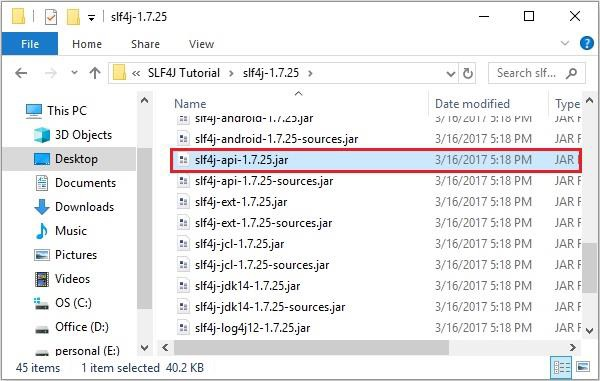 slf4j-1.7.25
File Home Share View
« SLF4J Tutorial › slf4j-1.7.25 › Search slf...
This PC
3D Objects
Desktop
Documents
Downloads
Music
Pictures
Videos
OS (C:)
Office (D:)
personal (E:)
Name Date modified Type
slf4j-android-1.7.25.jar 3/16/2017 5:18 PM JAR F
slf4j-android-1.7.25-sources.jar 3/16/2017 5:18 PM JAR F
slf4j-api-1.7.25.jar 3/16/2017 5:18 PM JAR F
slf4j-api-1.7.25-sources.jar 3/16/2017 5:18 PM JAR F
slf4j-ext-1.7.25.jar 3/16/2017 5:18 PM JAR F
slf4j-ext-1.7.25-sources.jar 3/16/2017 5:18 PM JAR F
slf4j-jcl-1.7.25.jar 3/16/2017 5:18 PM JAR F
slf4j-jcl-1.7.25-sources.jar 3/16/2017 5:18 PM JAR F
slf4j-jdk14-1.7.25.jar 3/16/2017 5:18 PM JAR F
slf4j-jdk14-1.7.25-sources.jar 3/16/2017 5:18 PM JAR F
slf4j-log4j12-1.7.25.jar 3/16/2017 5:18 PM JAR F
45 items 1 item selected 40.2 KB